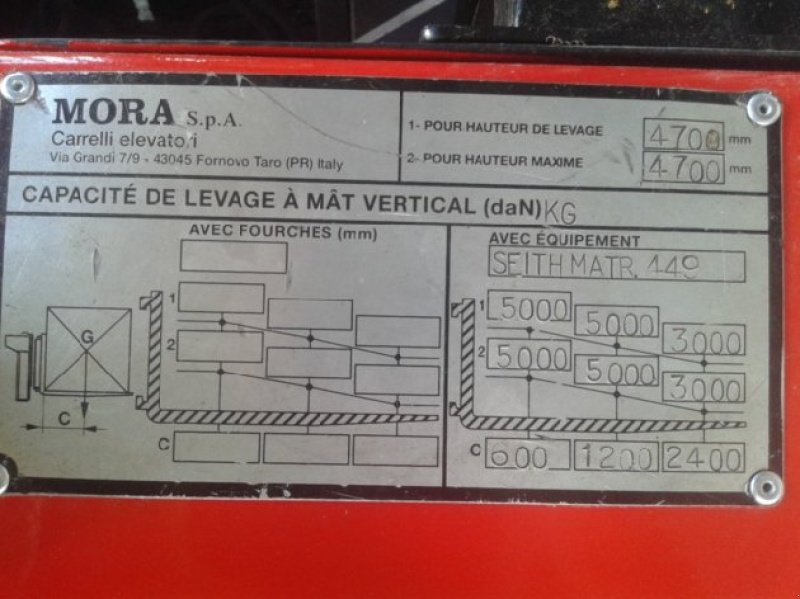 MORA S.p.A.
Carrelli elevatori
Via Grandi 7/9 - 43045 Fornovo Taro (PR) Italy
1- POUR HAUTEUR DE LEVAGE 4700 mm
2- POUR HAUTEUR MAXIME 4700 mm
CAPACITÉ DE LEVAGE À MÂT VERTICAL (daN) KG
AVEC FOURCHES (mm)
1
2
G
C
C
AVEC ÉQUIPEMENT
SEITH MATR. 449
1 5000 5000 3000
2 5000 5000 3000
C 600 1200 2400